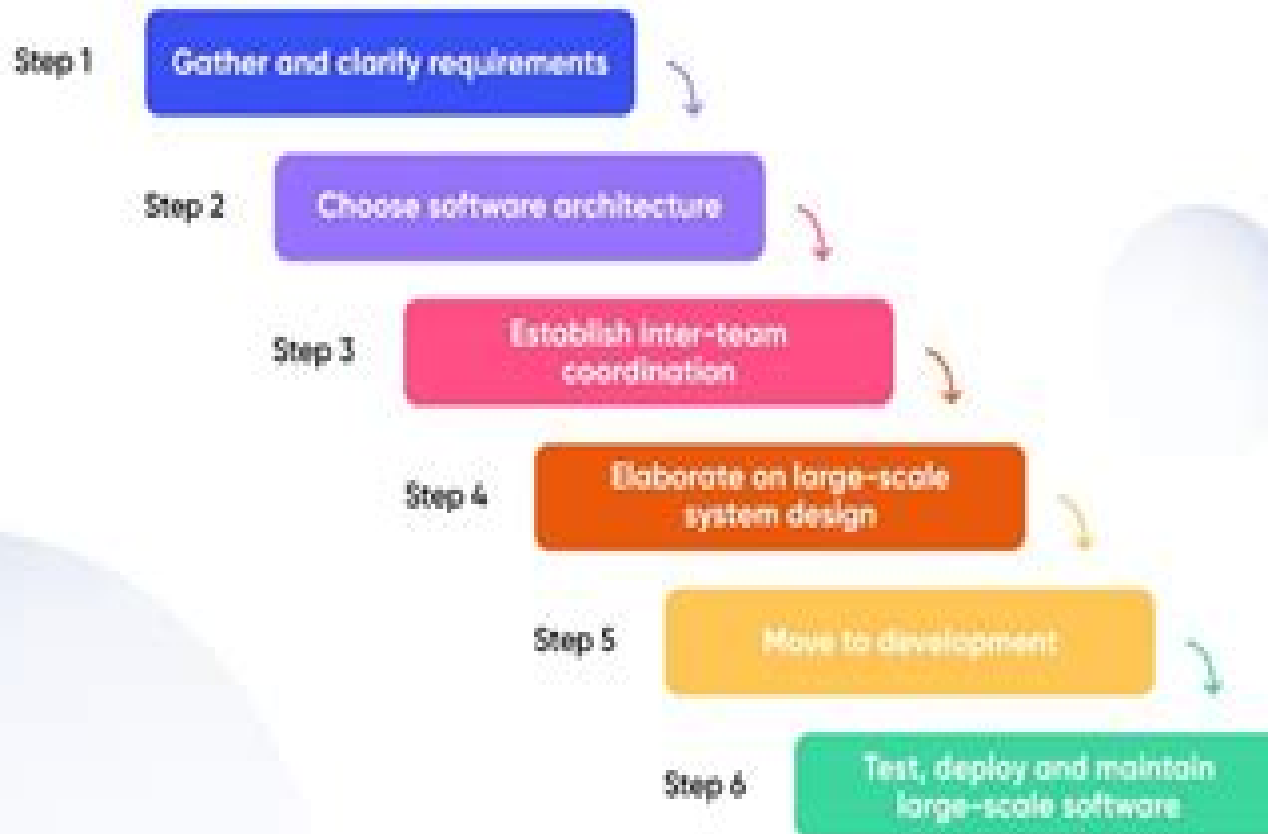 Step 1
Gather and clarify requirements
Step 2
Choose software architecture
Step 3
Establish inter-team
coordination
Step 4
Elaborate on large-scale
system design
Step 5
Move to development
Step 6
Test, deploy and maintain
large-scale software